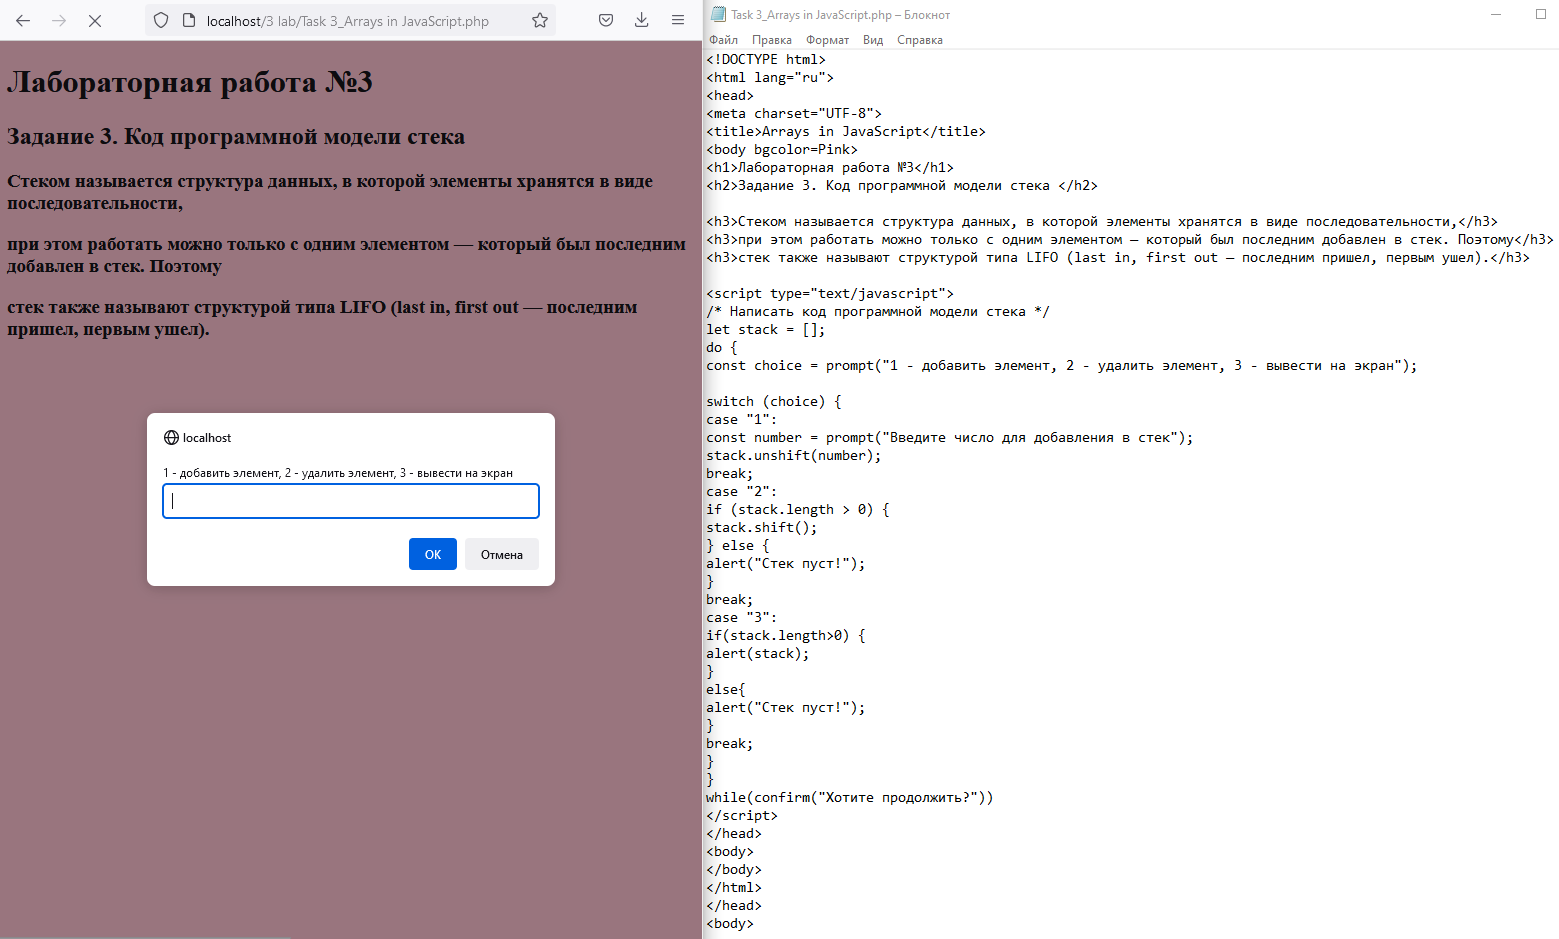 localhost/3 lab/Task 3_Arrays in JavaScript.php
Лабораторная работа №3
Задание 3. Код программной модели стека
Стеком называется структура данных, в которой элементы хранятся в виде
последовательности,
при этом работать можно только с одним элементом — который был последним
добавлен в стек. Поэтому
стек также называют структурой типа LIFO (last in, first out — последним
пришел, первым ушел).
localhost
1 - добавить элемент, 2 - удалить элемент, 3 - вывести на экран
OK
Отмена
Task 3_Arrays in JavaScript.php – Блокнот
Файл Правка Формат Вид Справка
<!DOCTYPE html>
<html lang="ru">
<head>
<meta charset="UTF-8">
<title>Arrays in JavaScript</title>
<body bgcolor=Pink>
<h1>Лабораторная работа №3</h1>
<h2>Задание 3. Код программной модели стека </h2>
<h3>Стеком называется структура данных, в которой элементы хранятся в виде последовательности,</h3>
<h3>при этом работать можно только с одним элементом — который был последним добавлен в стек. Поэтому</h3>
<h3>стек также называют структурой типа LIFO (last in, first out — последним пришел, первым ушел).</h3>
<script type="text/javascript">
/* Написать код программной модели стека */
let stack = [];
do {
const choice = prompt("1 - добавить элемент, 2 - удалить элемент, 3 - вывести на экран");
switch (choice) {
case "1":
const number = prompt("Введите число для добавления в стек");
stack.unshift(number);
break;
case "2":
if (stack.length > 0) {
stack.shift();
} else {
alert("Стек пуст!");
}
break;
case "3":
if(stack.length>0) {
alert(stack);
}
else{
alert("Стек пуст!");
}
break;
}
}
while(confirm("Хотите продолжить?"))
</script>
</head>
<body>
</body>
</html>
</head>
<body>